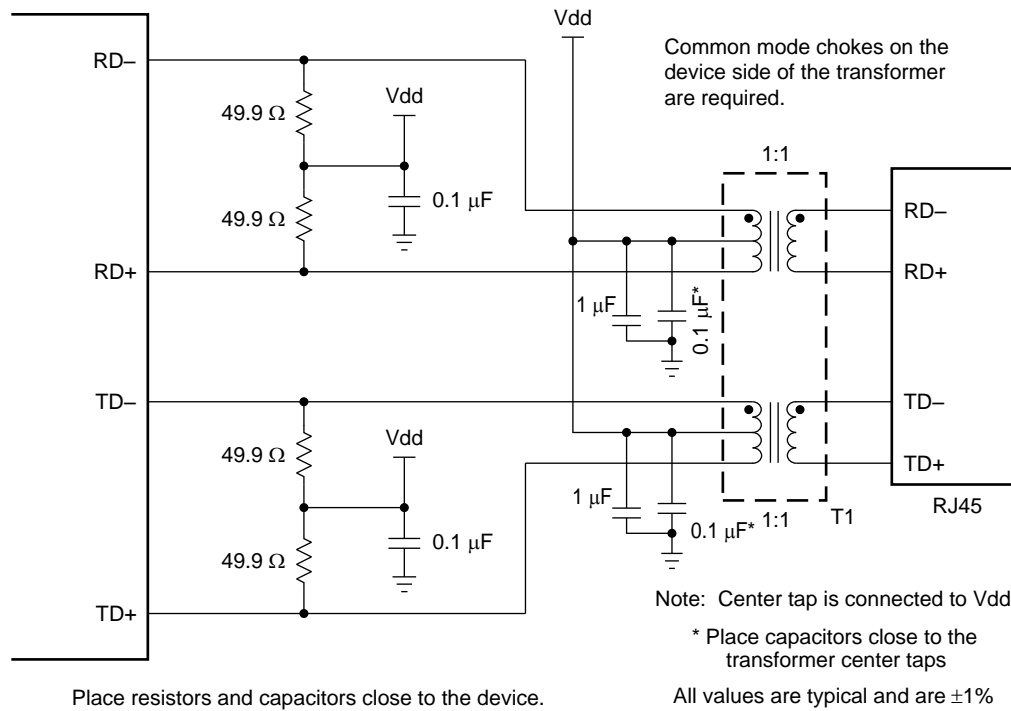 Vdd
Common mode chokes on the
device side of the transformer
are required.
RD–
49.9 Ω
Vdd
0.1 μF
49.9 Ω
RD+
1:1
RD–
RD+
1 μF
0.1 μF*
TD–
49.9 Ω
Vdd
0.1 μF
49.9 Ω
TD+
TD–
TD+
1 μF
0.1 μF*
1:1
T1
RJ45
Note: Center tap is connected to Vdd
* Place capacitors close to the
transformer center taps
Place resistors and capacitors close to the device.
All values are typical and are ±1%